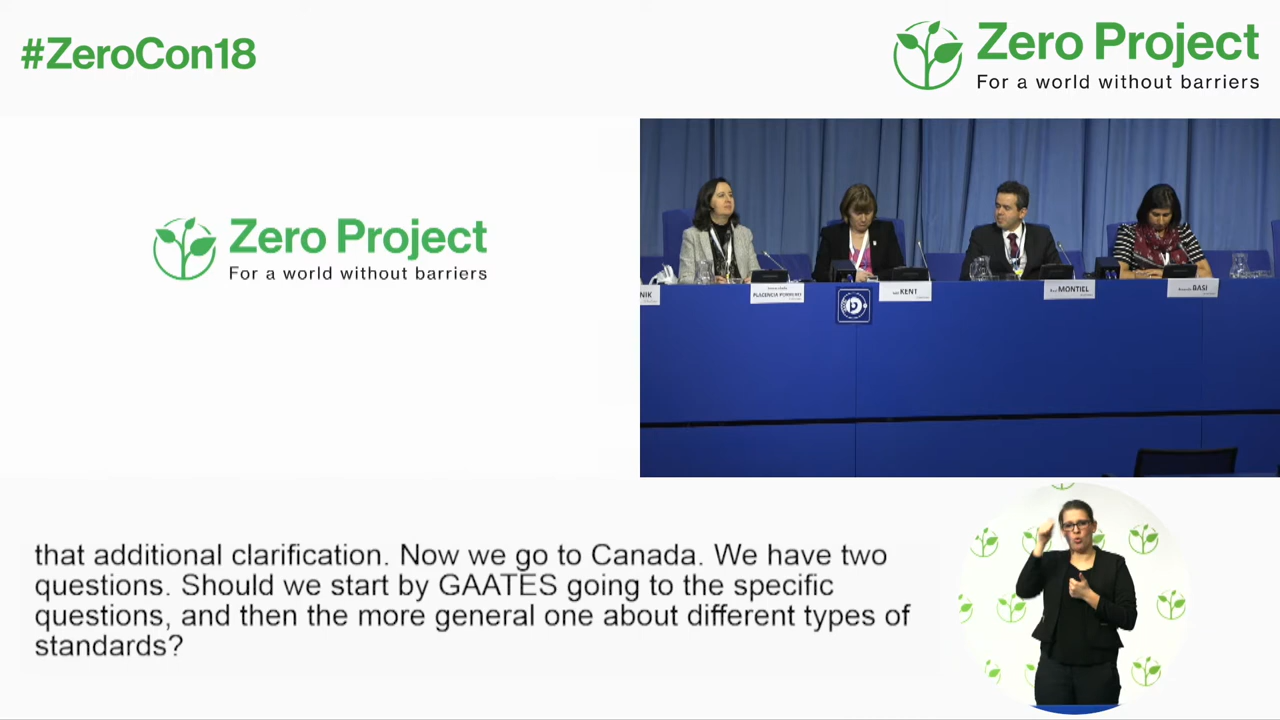 #ZeroCon18
Zero Project
For a world without barriers
Zero Project
For a world without barriers
NIK
KENT
MONTIEL
BASI
that additional clarification. Now we go to Canada. We have two
questions. Should we start by GAATES going to the specific
questions, and then the more general one about different types of
standards?